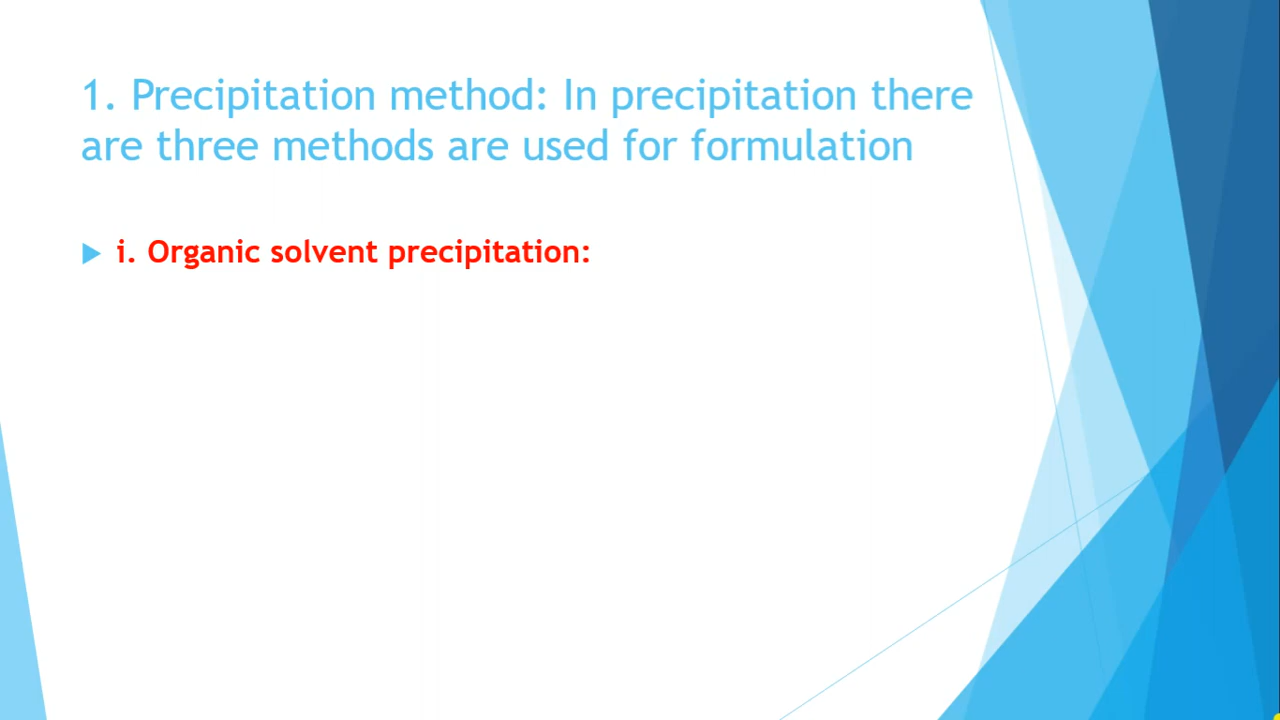 1. Precipitation method: In precipitation there
are three methods are used for formulation
i. Organic solvent precipitation: